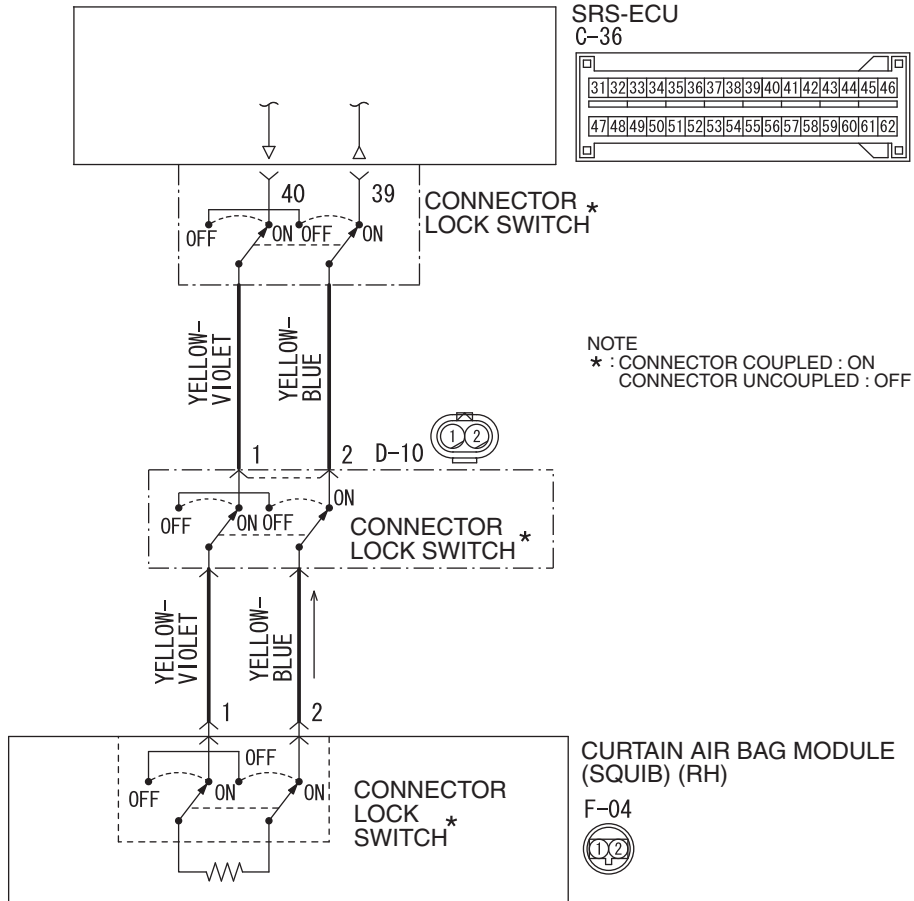 SRS-ECU
C-36
31 32 33 34 35 36 37 38 39 40 41 42 43 44 45 46
47 48 49 50 51 52 53 54 55 56 57 58 59 60 61 62
40 39
CONNECTOR
LOCK SWITCH*
OFF ON OFF ON
YELLOW-
VIOLET
YELLOW-
BLUE
NOTE
* : CONNECTOR COUPLED : ON
CONNECTOR UNCOUPLED : OFF
1 2 D-10
1 2
ON
OFF ON OFF
CONNECTOR
LOCK SWITCH*
YELLOW-
VIOLET
YELLOW-
BLUE
1 2
CURTAIN AIR BAG MODULE
(SQUIB) (RH)
F-04
1 2
OFF
OFF ON ON
CONNECTOR
LOCK
SWITCH*